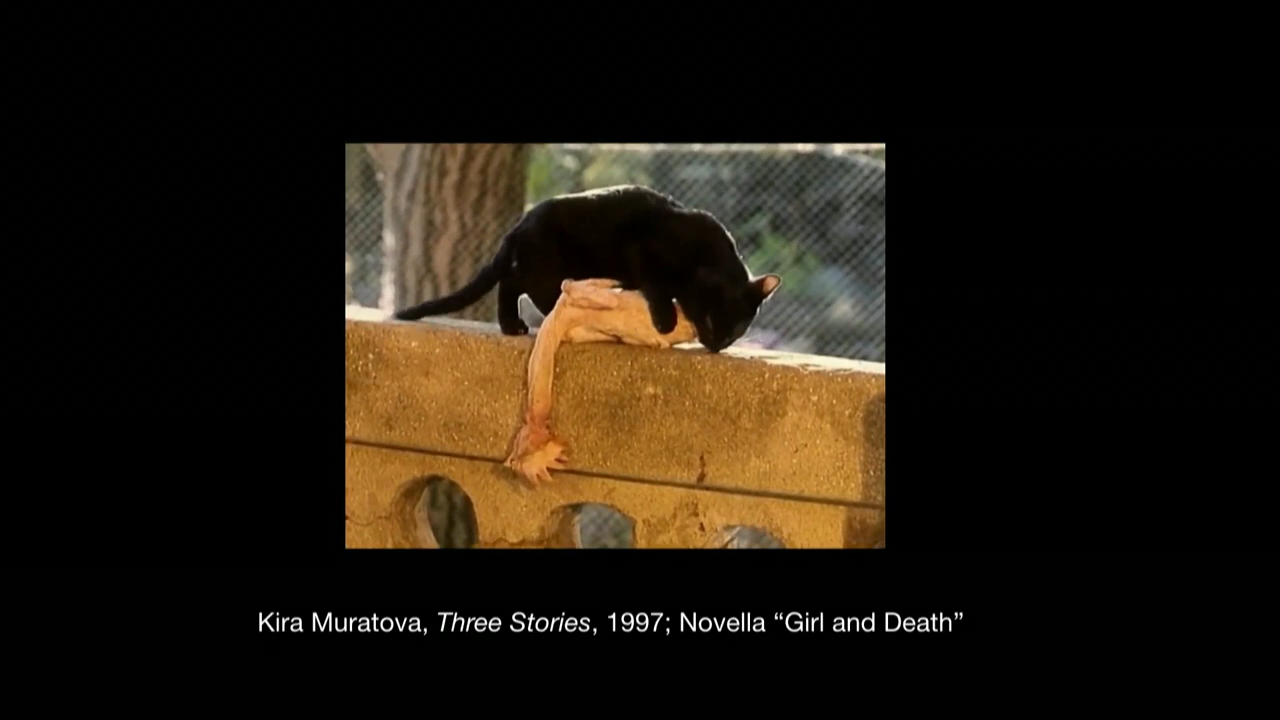 Kira Muratova, Three Stories, 1997; Novella “Girl and Death”